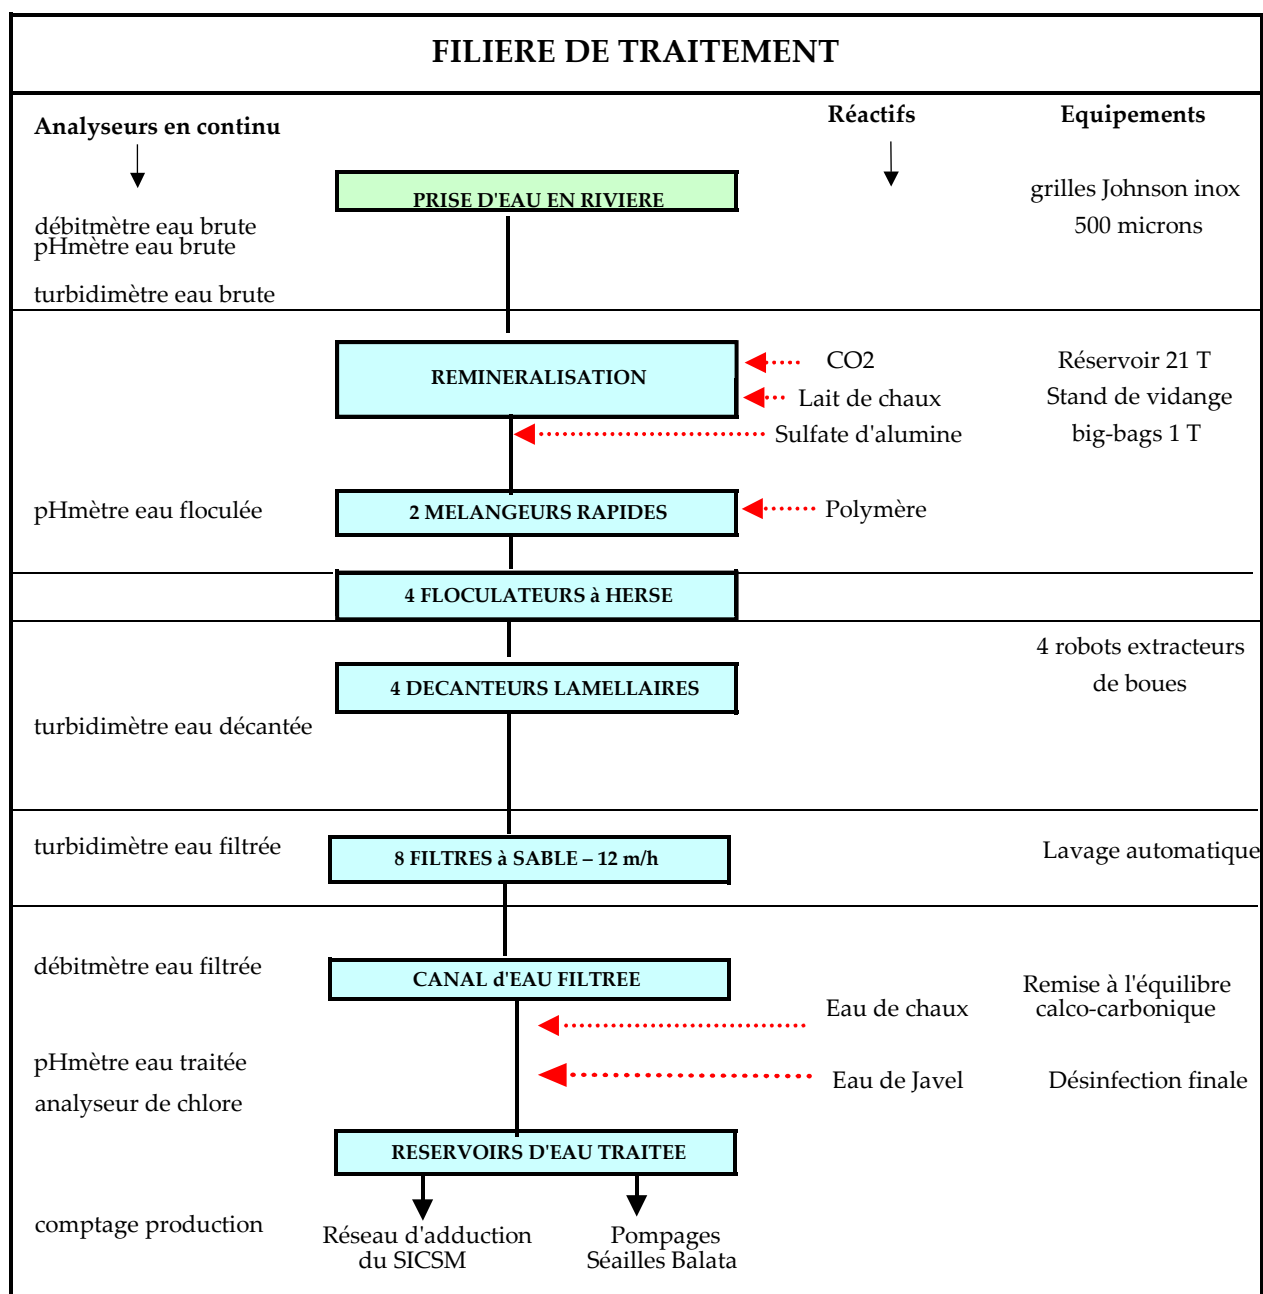 FILIERE DE TRAITEMENT
Analyseurs en continu
Réactifs
Equipements
PRISE D'EAU EN RIVIERE
grilles Johnson inox
500 microns
débitmètre eau brute
pHmètre eau brute
turbidimètre eau brute
REMINERALISATION
CO2
Réservoir 21 T
Lait de chaux
Stand de vidange
Sulfate d'alumine
big-bags 1 T
pHmètre eau floculée
2 MELANGEURS RAPIDES
Polymère
4 FLOCULATEURS à HERSE
4 robots extracteurs
de boues
4 DECANTEURS LAMELLAIRES
turbidimètre eau décantée
turbidimètre eau filtrée
8 FILTRES à SABLE – 12 m/h
Lavage automatique
débitmètre eau filtrée
CANAL d'EAU FILTREE
Remise à l'équilibre
calco-carbonique
Eau de chaux
pHmètre eau traitée
Eau de Javel
Désinfection finale
analyseur de chlore
RESERVOIRS D'EAU TRAITEE
comptage production
Réseau d'adduction
du SICSM
Pompages
Séailles Balata